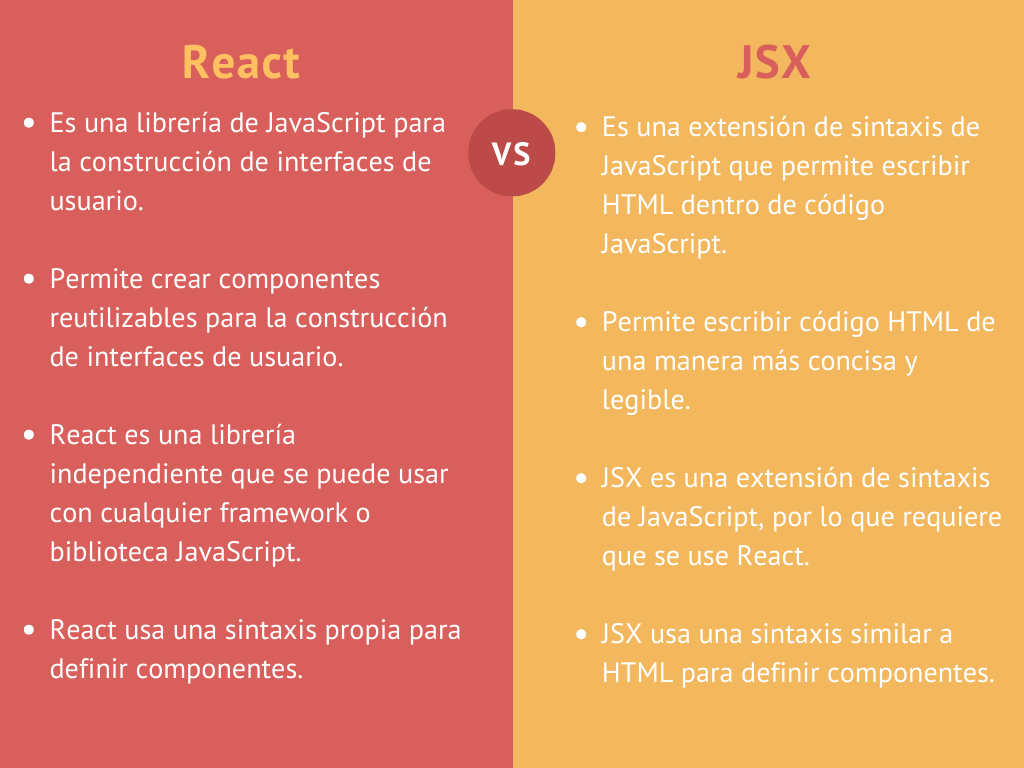 React
• Es una librería de JavaScript para
la construcción de interfaces de
usuario.
• Permite crear componentes
reutilizables para la construcción
de interfaces de usuario.
• React es una librería
independiente que se puede usar
con cualquier framework o
biblioteca JavaScript.
• React usa una sintaxis propia para
definir componentes.
VS
JSX
• Es una extensión de sintaxis de
JavaScript que permite escribir
HTML dentro de código
JavaScript.
• Permite escribir código HTML de
una manera más concisa y
legible.
• JSX es una extensión de sintaxis
de JavaScript, por lo que requiere
que se use React.
• JSX usa una sintaxis similar a
HTML para definir componentes.